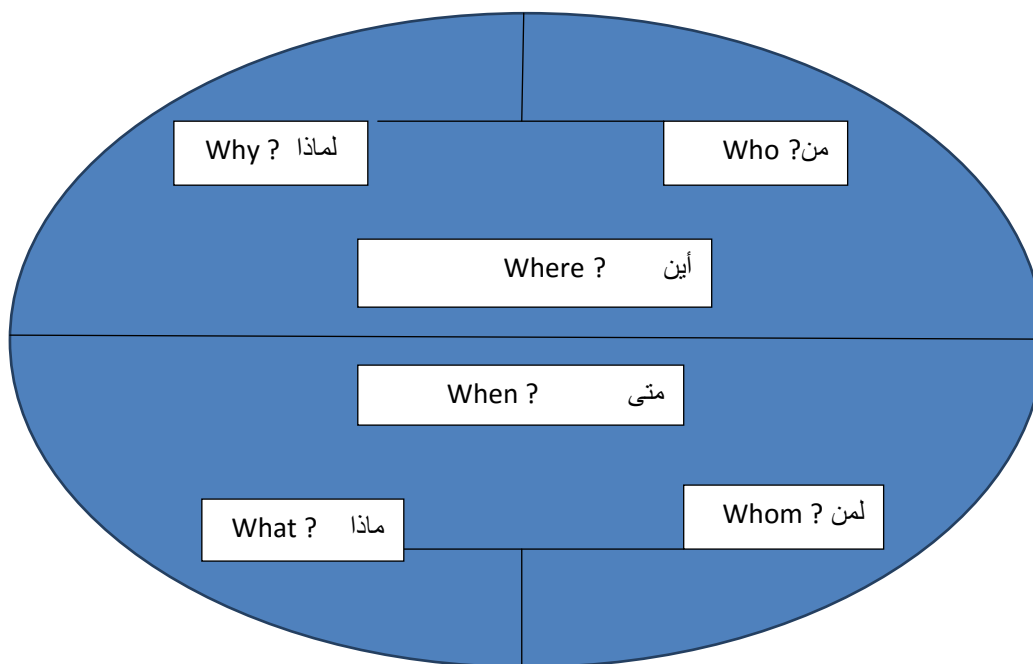 Why ? لماذا
Who ?من
Where ? أين
When ? متى
What ? ماذا
Whom ? لمن